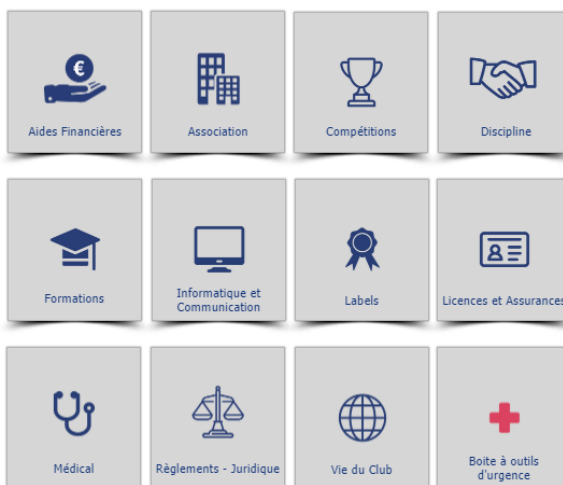 Aides Financières
Association
Compétitions
Discipline
Formations
Informatique et
Communication
Labels
Licences et Assurances
Médical
Règlements - Juridique
Vie du Club
Boite à outils
d'urgence